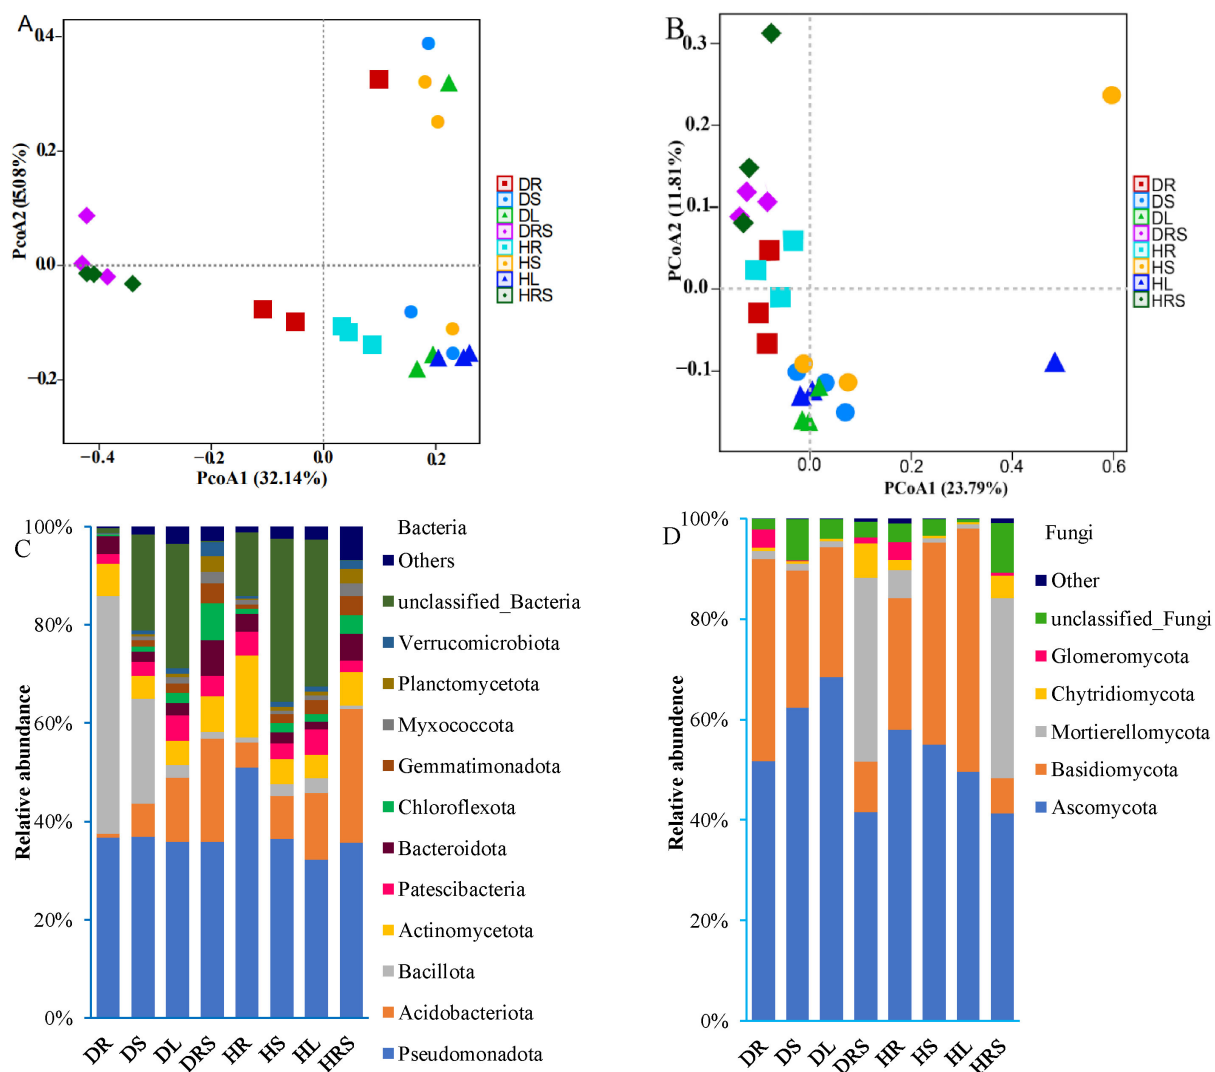 A
0.4
0.2
0.0
−0.2
PcoA2 (15.08%)
−0.4
−0.2
0.0
0.2
PcoA1 (32.14%)
DR
DS
DL
DRS
HR
HS
HL
HRS
B
0.3
0.2
0.1
0.0
−0.1
PCoA2 (11.81%)
0.0
0.2
0.4
0.6
PCoA1 (23.79%)
DR
DS
DL
DRS
HR
HS
HL
HRS
C
100%
80%
60%
40%
20%
0%
Relative abundance
DR
DS
DL
DRS
HR
HS
HL
HRS
Bacteria
Others
unclassified_Bacteria
Verrucomicrobiota
Planctomycetota
Myxococcota
Gemmatimonadota
Chloroflexota
Bacteroidota
Patescibacteria
Actinomycetota
Bacillota
Acidobacteriota
Pseudomonadota
D
100%
80%
60%
40%
20%
0%
Relative abundence
DR
DS
DL
DRS
HR
HS
HL
HRS
Fungi
Other
unclassified_Fungi
Glomeromycota
Chytridiomycota
Mortierellomycota
Basidiomycota
Ascomycota